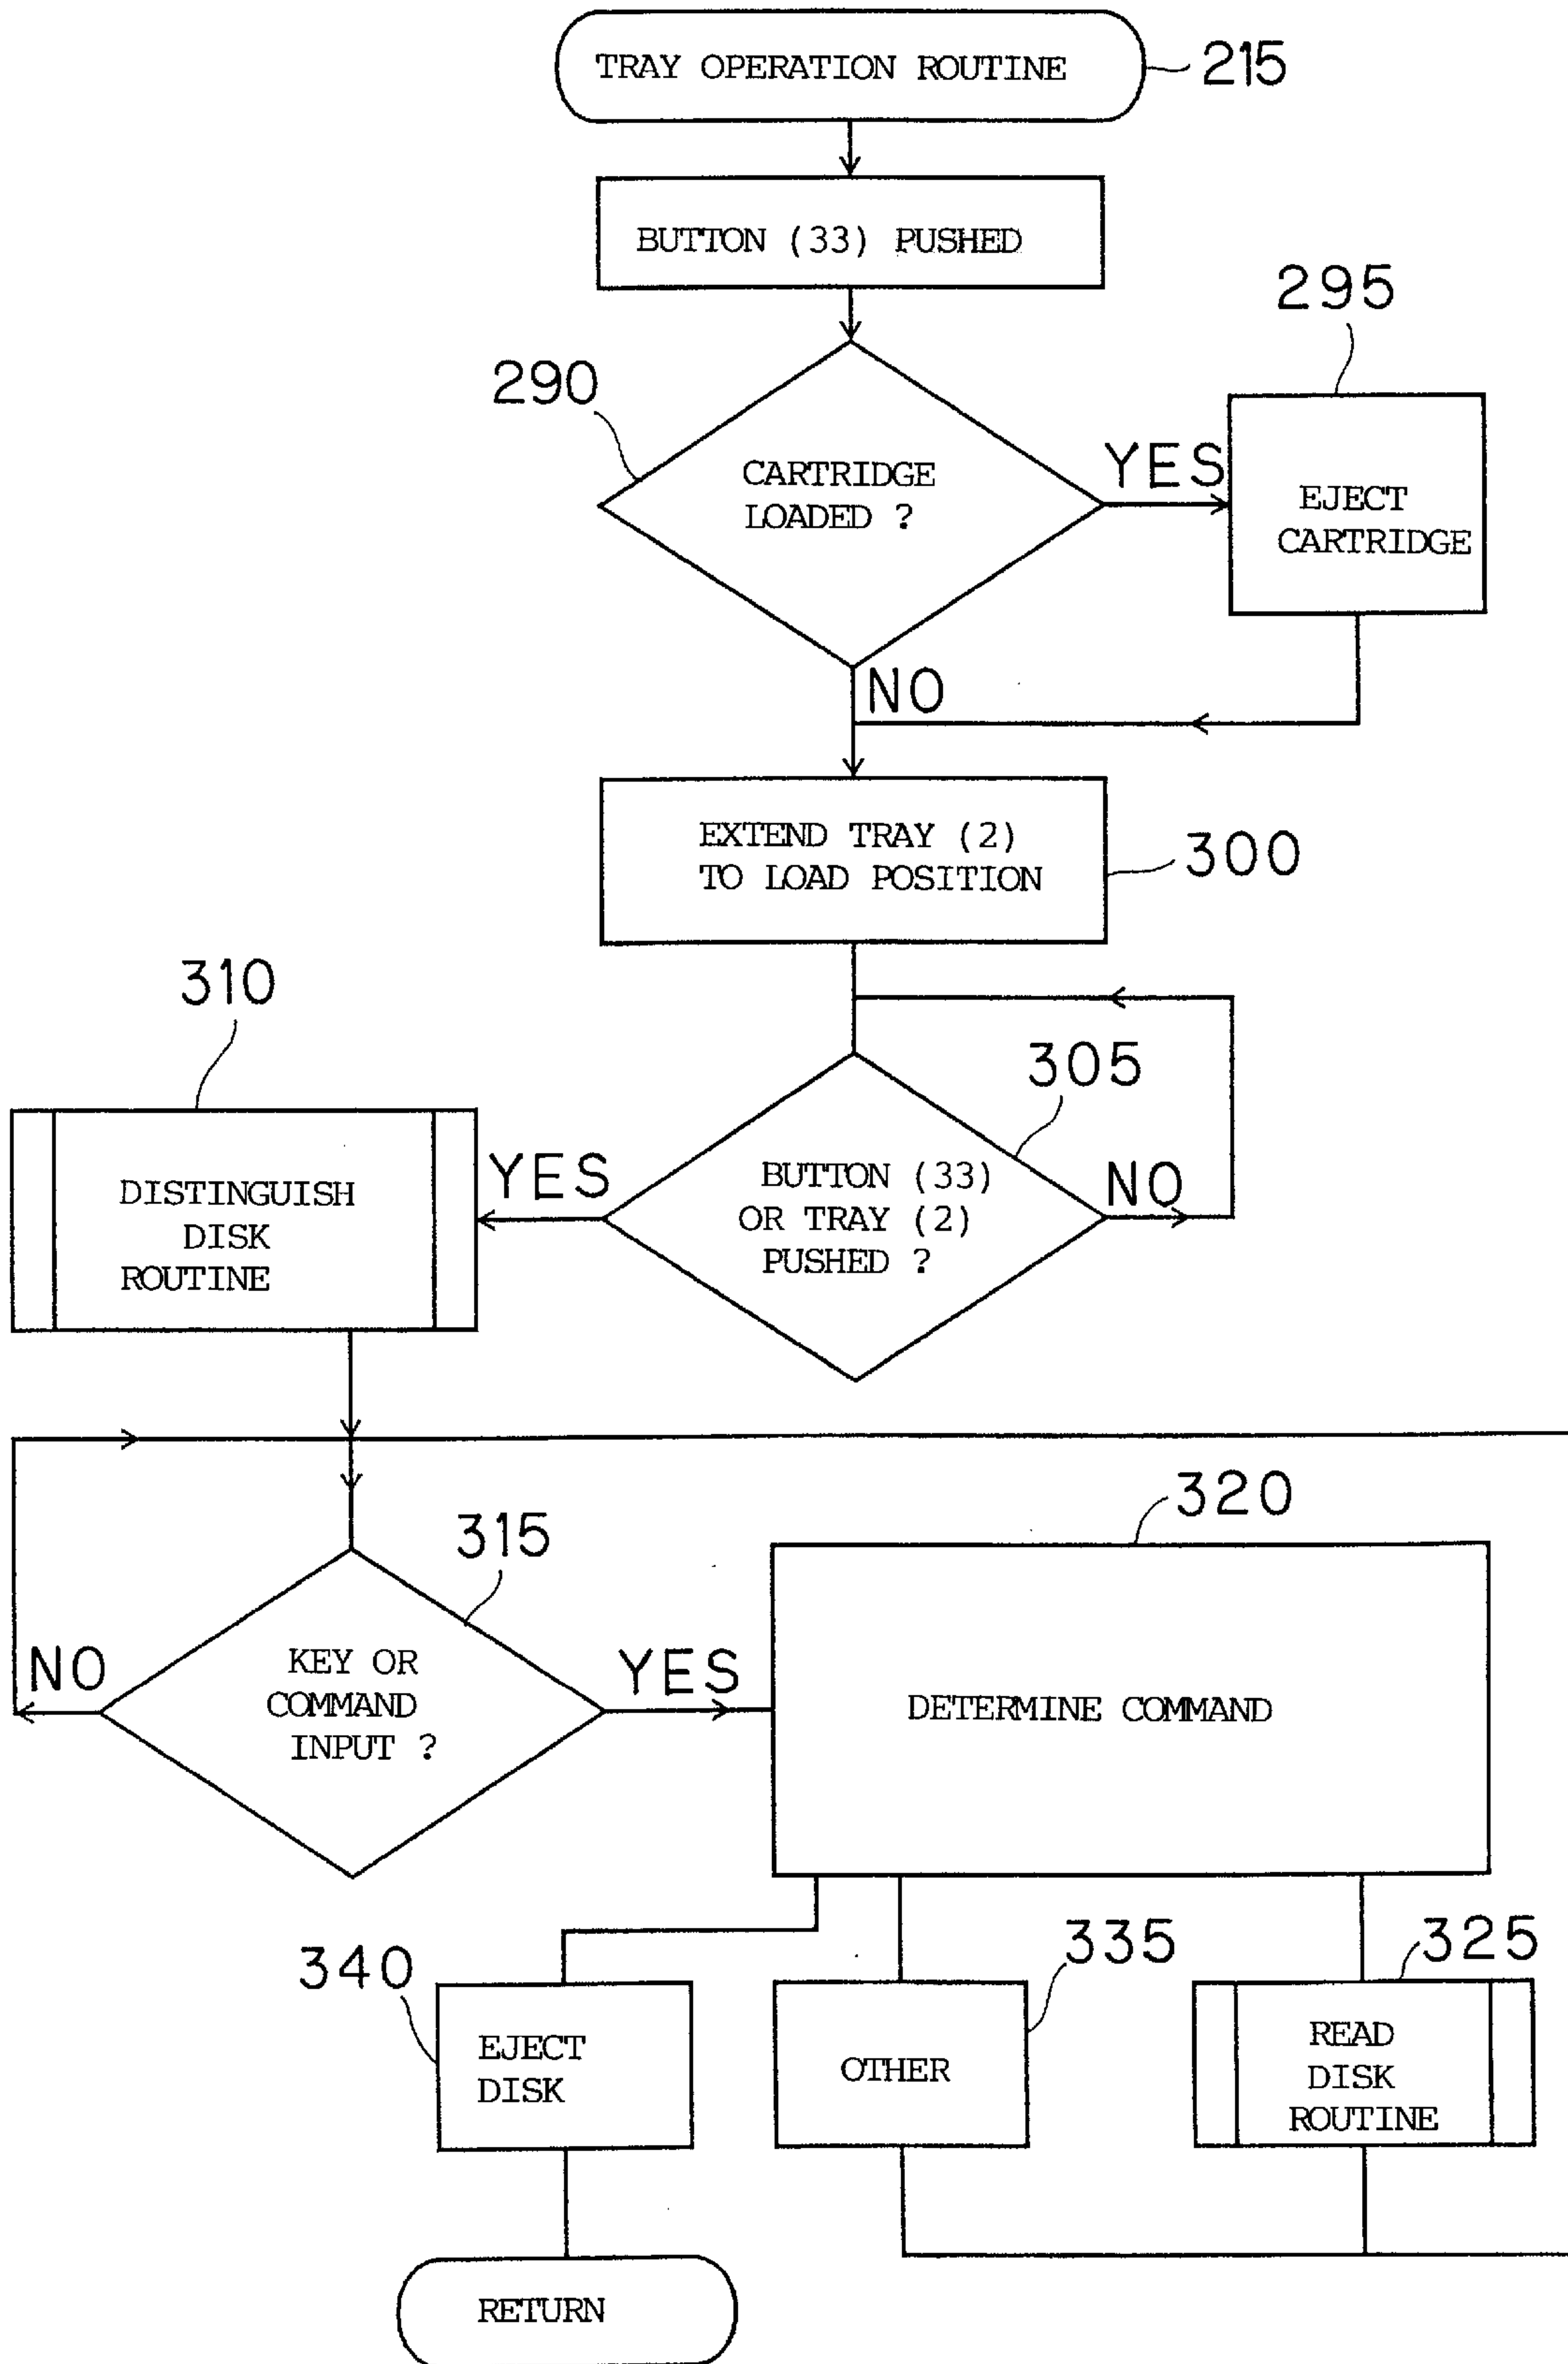 TRAY OPERATION ROUTINE
215
BUTTON (33) PUSHED
290
CARTRIDGE
LOADED ?
YES
295
EJECT
CARTRIDGE
NO
EXTEND TRAY (2)
TO LOAD POSITION
300
310
305
DISTINGUISH
DISK
ROUTINE
YES
BUTTON (33)
OR TRAY (2)
PUSHED ?
NO
315
320
NO
KEY OR
COMMAND
INPUT ?
YES
DETERMINE COMMAND
340
335
325
EJECT
DISK
OTHER
READ
DISK
ROUTINE
RETURN